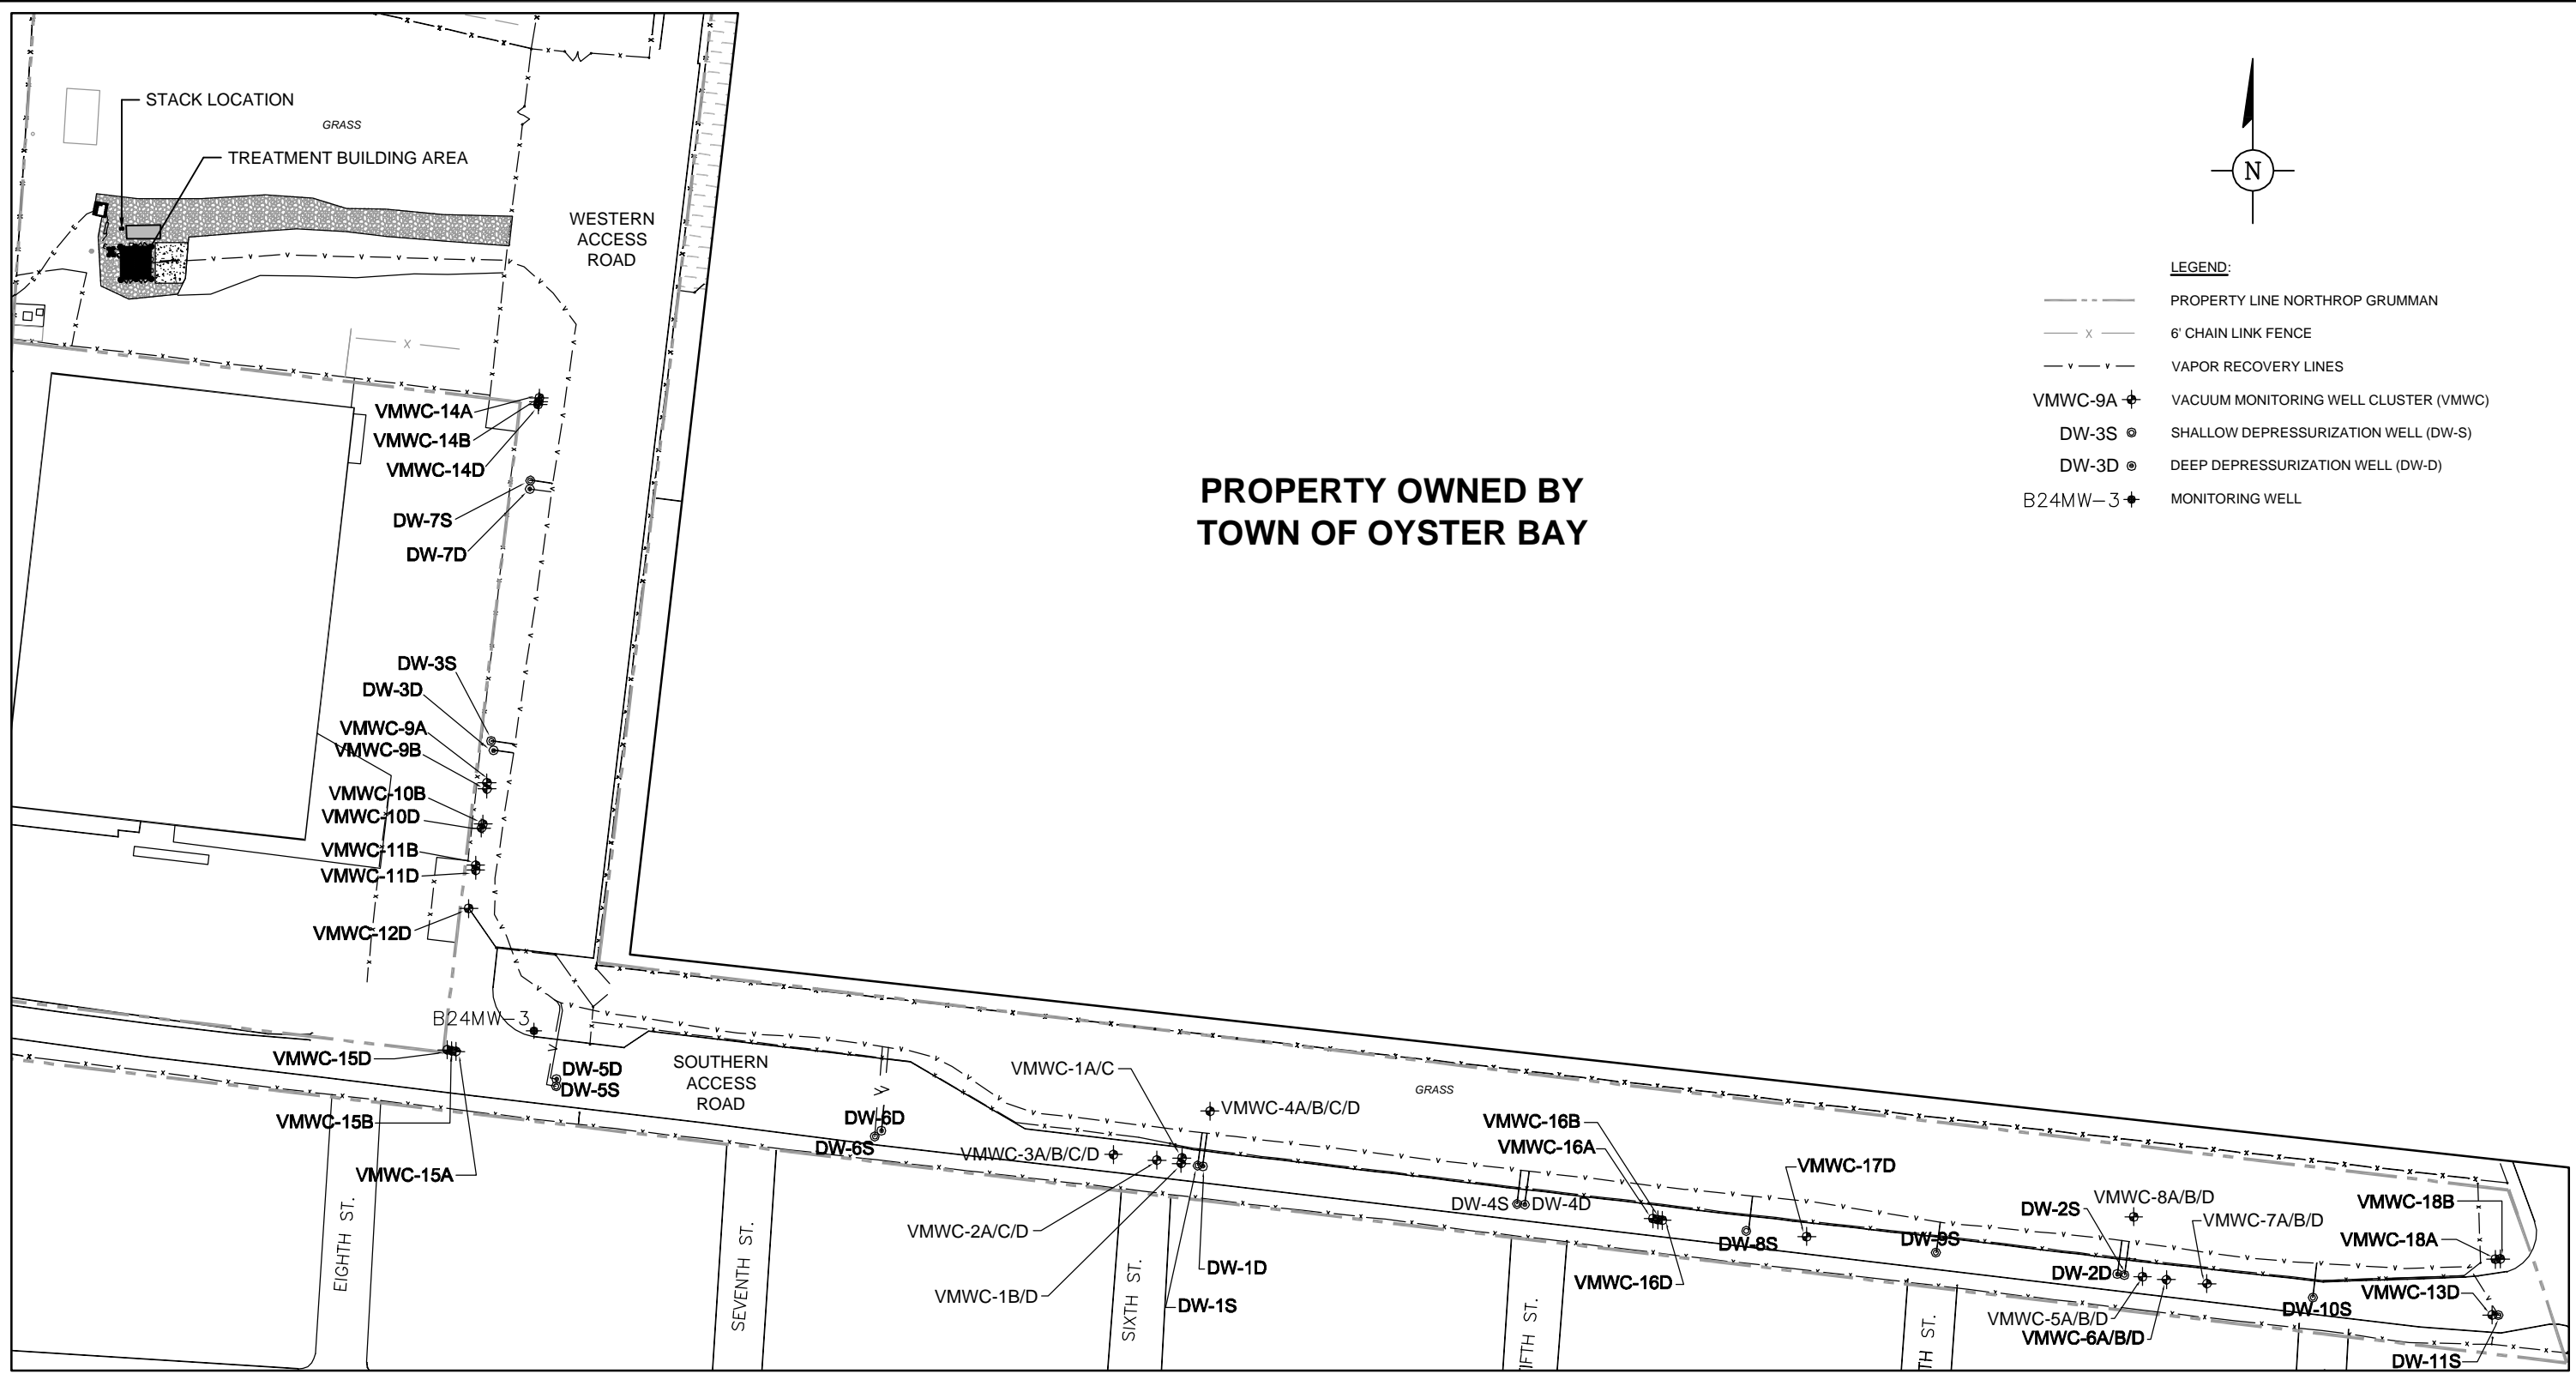 STACK LOCATION
GRASS
TREATMENT BUILDING AREA
WESTERN
ACCESS
ROAD
N
LEGEND:
PROPERTY LINE NORTHROP GRUMMAN
X 6' CHAIN LINK FENCE
V V VAPOR RECOVERY LINES
VMWC-9A VACUUM MONITORING WELL CLUSTER (VMWC)
DW-3S SHALLOW DEPRESSURIZATION WELL (DW-S)
DW-3D DEEP DEPRESSURIZATION WELL (DW-D)
B24MW-3 MONITORING WELL
X
VMWC-14A
VMWC-14B
VMWC-14D
DW-7S
DW-7D
PROPERTY OWNED BY
TOWN OF OYSTER BAY
DW-3S
DW-3D
VMWC-9A
VMWC-9B
VMWC-10B
VMWC-10D
VMWC-11B
VMWC-11D
VMWC-12D
B24MW-3
VMWC-15D
VMWC-15B
VMWC-15A
DW-5D
DW-5S
SOUTHERN
ACCESS
ROAD
DW-6D
DW-6S
VMWC-1A/C
VMWC-4A/B/C/D
VMWC-3A/B/C/D
VMWC-2A/C/D
VMWC-1B/D
DW-1D
DW-1S
GRASS
VMWC-16B
VMWC-16A
DW-4S
DW-4D
VMWC-16D
VMWC-17D
DW-8S
DW-9S
DW-2S
VMWC-8A/B/D
VMWC-7A/B/D
DW-2D
VMWC-5A/B/D
VMWC-6A/B/D
VMWC-18B
VMWC-18A
VMWC-13D
DW-10S
DW-11S
EIGHTH ST.
SEVENTH ST.
SIXTH ST.
IFTH ST.
TH ST.